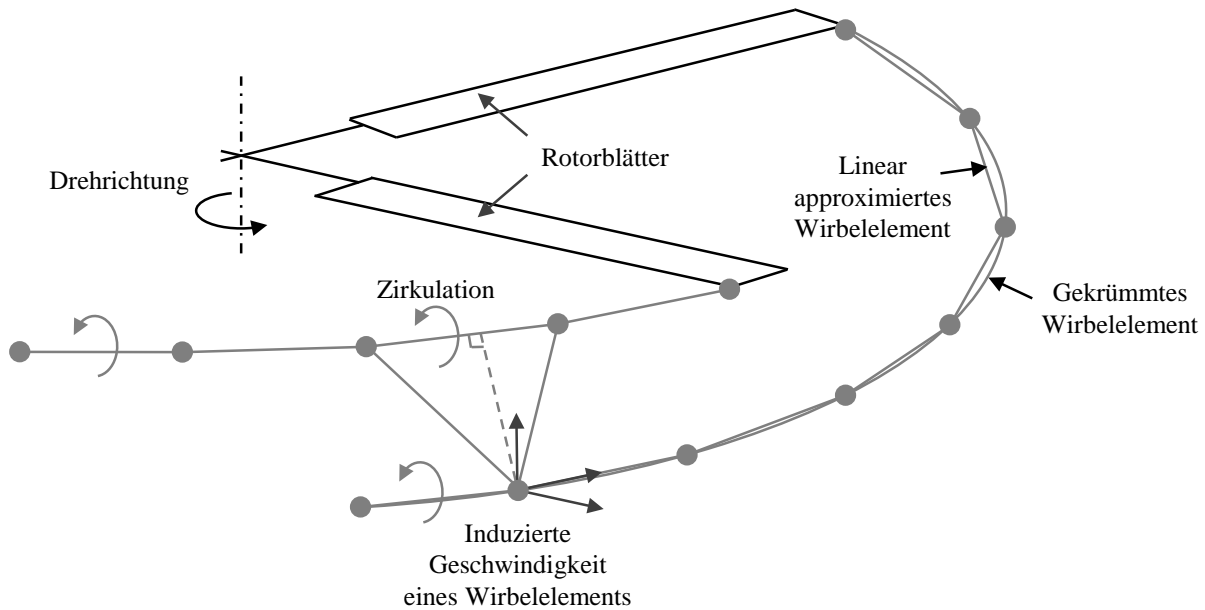 Rotorblätter
Drehrichtung
Linear
approximiertes
Wirbelelement
Zirkulation
Gekrümmtes
Wirbelelement
Induzierte
Geschwindigkeit
eines Wirbelelements